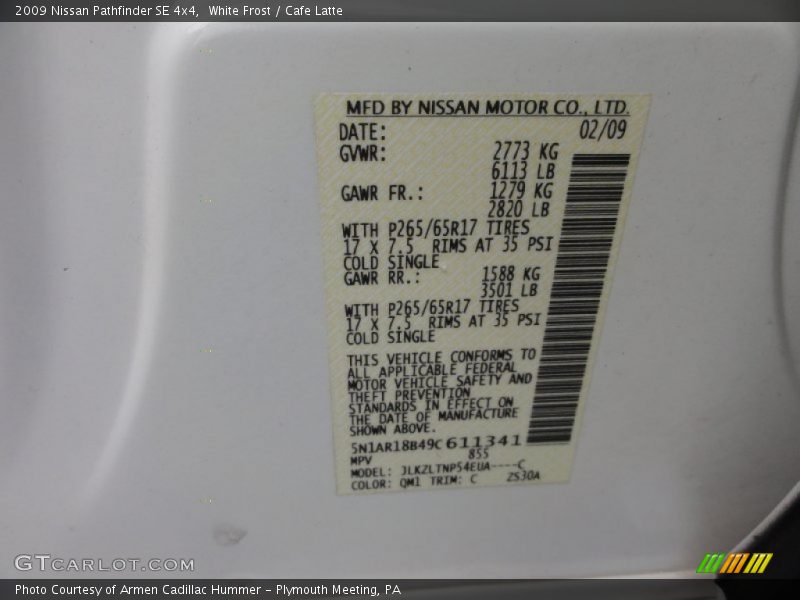 2009 Nissan Pathfinder SE 4x4, White Frost / Cafe Latte
MFD BY NISSAN MOTOR CO., LTD.
DATE: 02/09
GVWR: 2773 KG
6113 LB
GAWR FR.: 1279 KG
2820 LB
WITH P265/65R17 TIRES
17 X 7.5 RIMS AT 35 PSI
COLD SINGLE
GAWR RR.: 1588 KG
3501 LB
WITH P265/65R17 TIRES
17 X 7.5 RIMS AT 35 PSI
COLD SINGLE
THIS VEHICLE CONFORMS TO
ALL APPLICABLE FEDERAL
MOTOR VEHICLE SAFETY AND
THEFT PREVENTION
STANDARDS IN EFFECT ON
THE DATE OF MANUFACTURE
SHOWN ABOVE.
5N1AR18B49C611341
MPV 855
MODEL: JLKZLTNP54EUA----C
COLOR: QM1 TRIM: C ZS30A
GTCARLOT.COM
Photo Courtesy of Armen Cadillac Hummer – Plymouth Meeting, PA